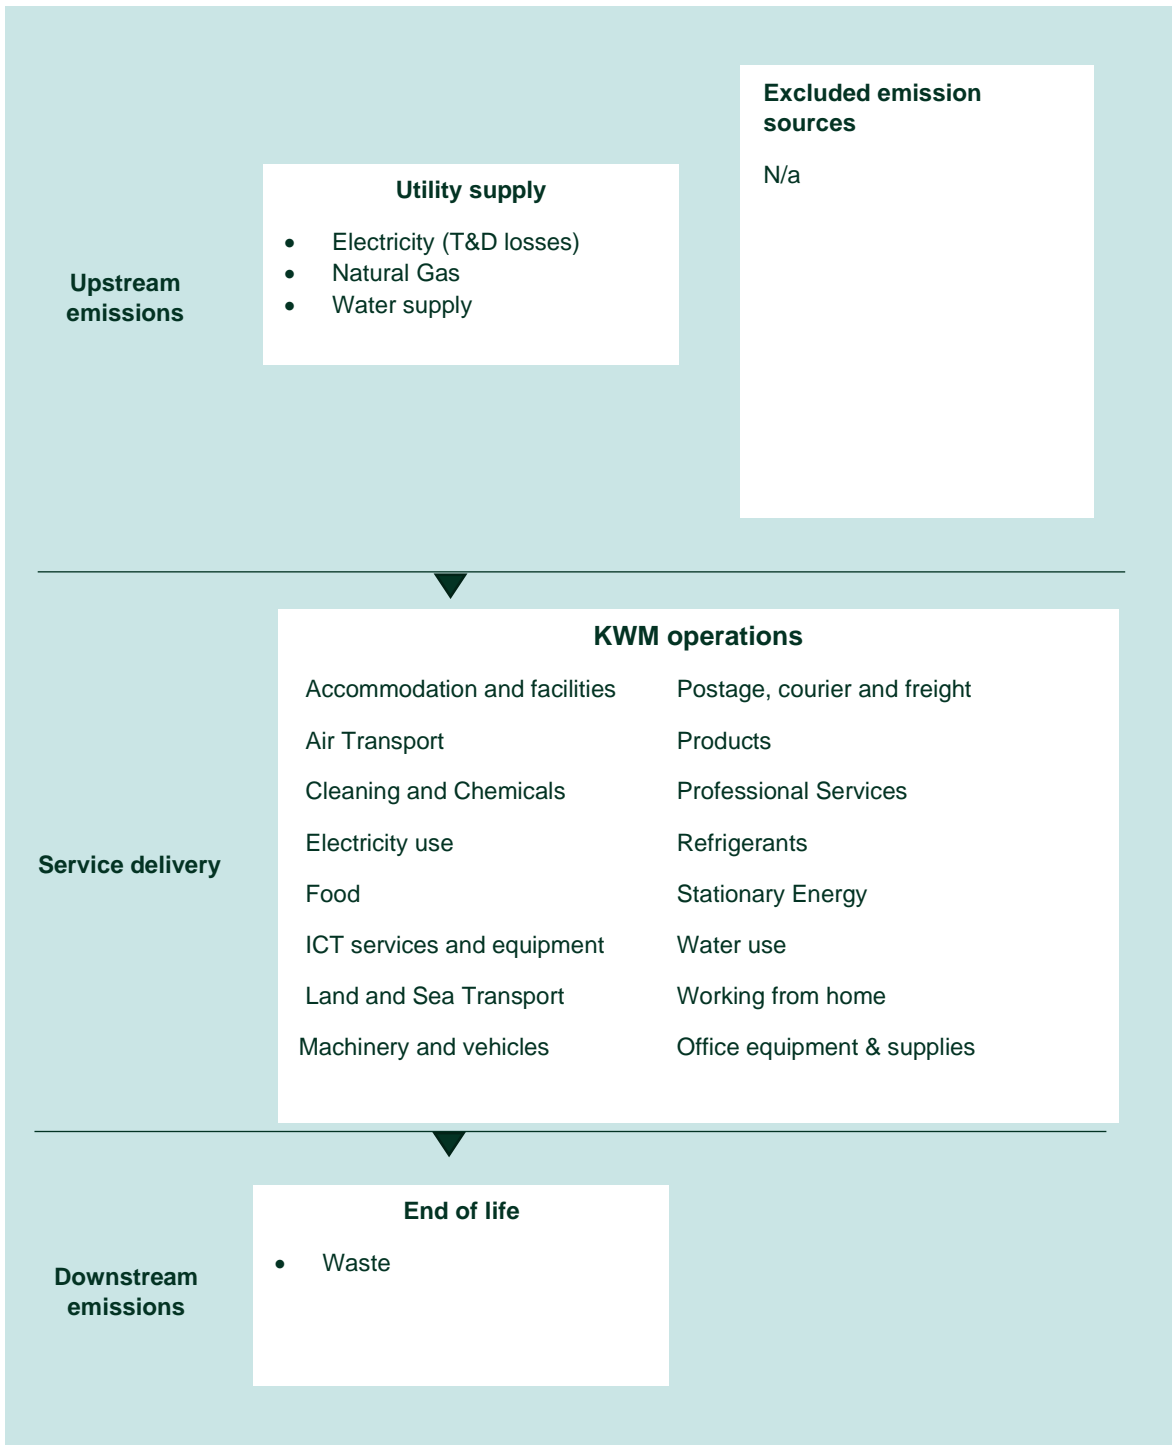 Excluded emission
sources
N/a
Utility supply
• Electricity (T&D losses)
• Natural Gas
• Water supply
Upstream
emissions
KWM operations
Accommodation and facilities
Postage, courier and freight
Air Transport
Products
Cleaning and Chemicals
Professional Services
Electricity use
Refrigerants
Food
Stationary Energy
ICT services and equipment
Water use
Land and Sea Transport
Working from home
Machinery and vehicles
Office equipment & supplies
Service delivery
End of life
• Waste
Downstream
emissions